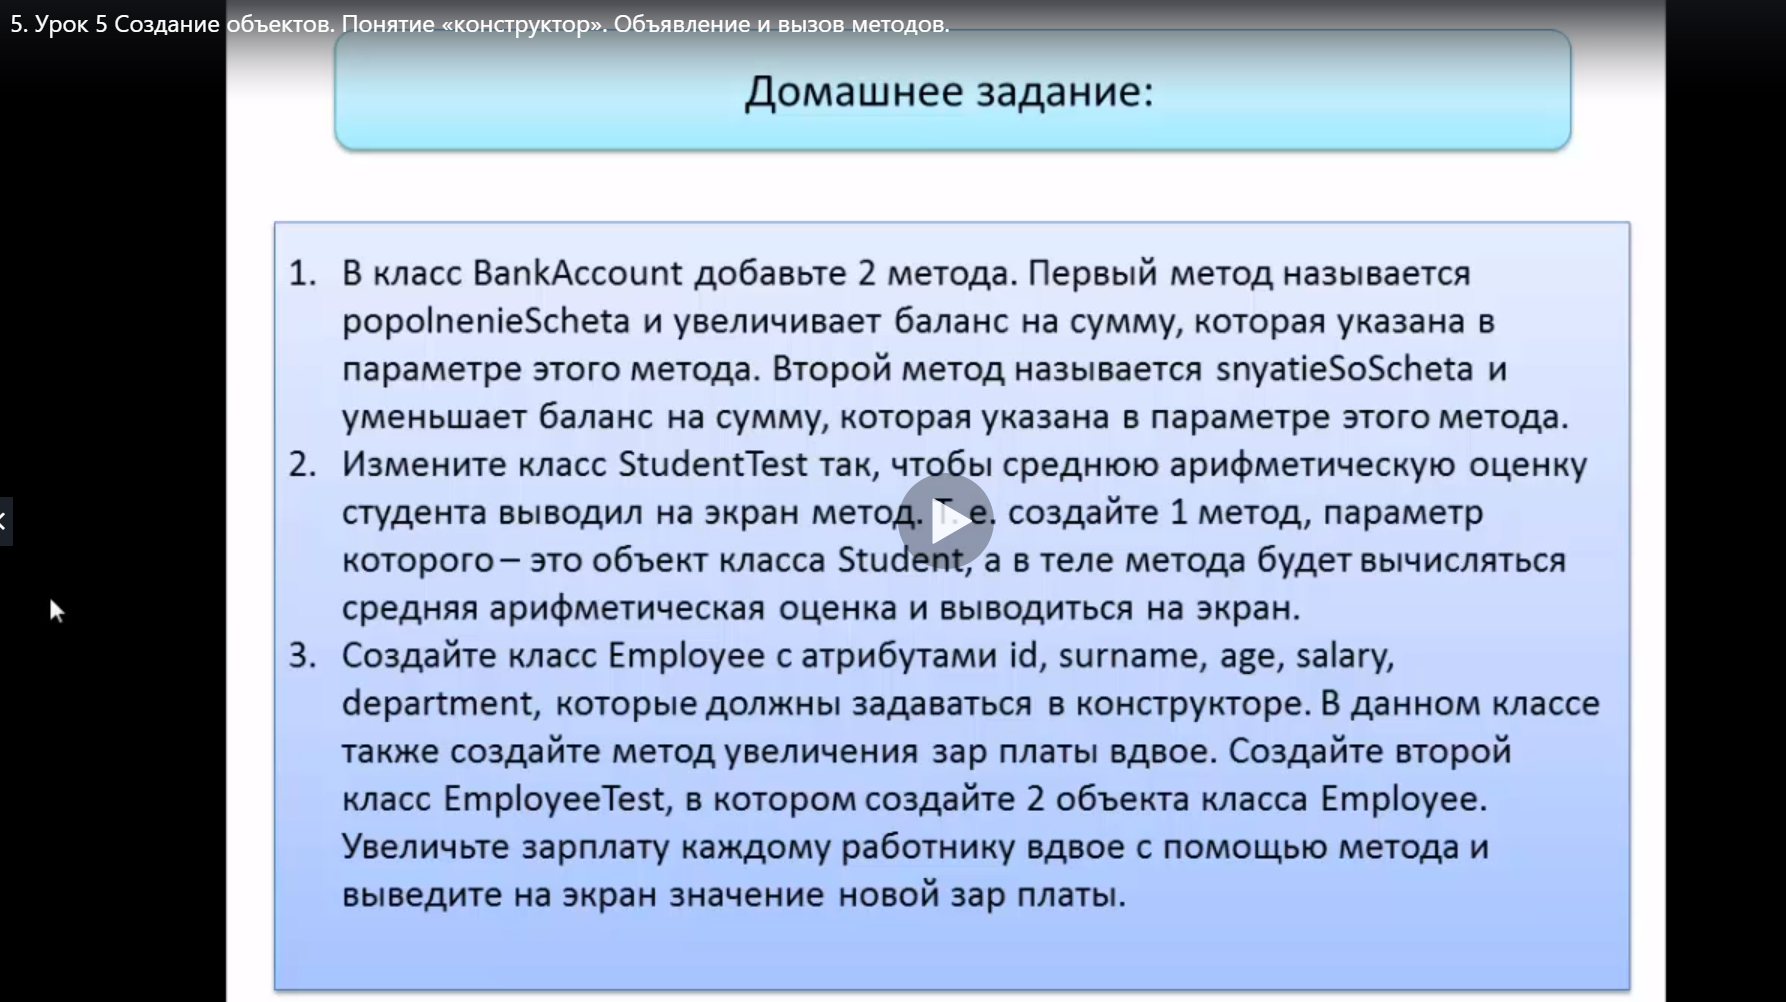 5. Урок 5 Создание объектов. Понятие «конструктор». Объявление и вызов методов.
Домашнее задание:
1. В класс BankAccount добавьте 2 метода. Первый метод называется
popolnenieScheta и увеличивает баланс на сумму, которая указана в
параметре этого метода. Второй метод называется snyatieSoScheta и
уменьшает баланс на сумму, которая указана в параметре этого метода.
2. Измените класс StudentTest так, чтобы среднюю арифметическую оценку
студента выводил на экран метод. Т. е. создайте 1 метод, параметр
которого – это объект класса Student, а в теле метода будет вычисляться
средняя арифметическая оценка и выводиться на экран.
3. Создайте класс Employee с атрибутами id, surname, age, salary,
department, которые должны задаваться в конструкторе. В данном классе
также создайте метод увеличения зар платы вдвое. Создайте второй
класс EmployeeTest, в котором создайте 2 объекта класса Employee.
Увеличьте зарплату каждому работнику вдвое с помощью метода и
выведите на экран значение новой зар платы.